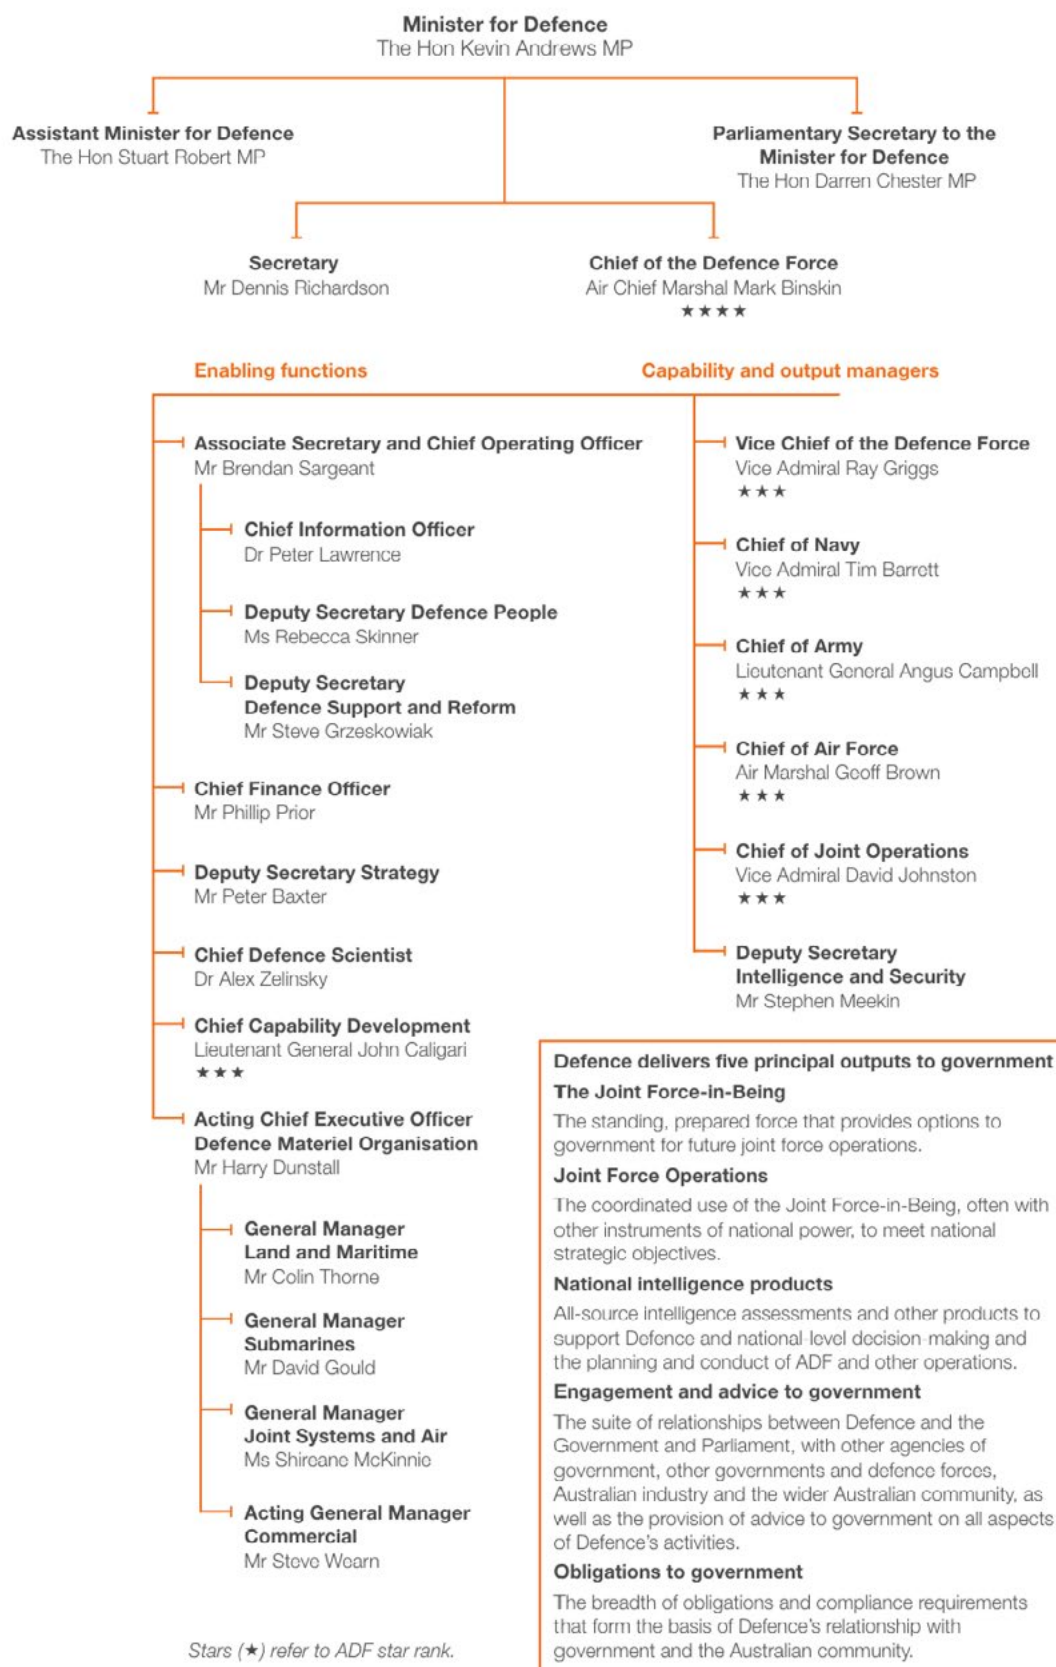 Minister for Defence
The Hon Kevin Andrews MP
Assistant Minister for Defence
The Hon Stuart Robert MP
Parliamentary Secretary to the
Minister for Defence
The Hon Darren Chester MP
Secretary
Mr Dennis Richardson
Chief of the Defence Force
Air Chief Marshal Mark Binskin
★★★★
Enabling functions
Associate Secretary and Chief Operating Officer
Mr Brendan Sargeant
Chief Information Officer
Dr Peter Lawrence
Deputy Secretary Defence People
Ms Rebecca Skinner
Deputy Secretary
Defence Support and Reform
Mr Steve Grzeskowiak
Chief Finance Officer
Mr Phillip Prior
Deputy Secretary Strategy
Mr Peter Baxter
Chief Defence Scientist
Dr Alex Zelinsky
Chief Capability Development
Lieutenant General John Caligari
★★★
Acting Chief Executive Officer
Defence Materiel Organisation
Mr Harry Dunstall
General Manager
Land and Maritime
Mr Colin Thorne
General Manager
Submarines
Mr David Gould
General Manager
Joint Systems and Air
Ms Shireane McKinnie
Acting General Manager
Commercial
Mr Steve Wearn
Stars (★) refer to ADF star rank.
Capability and output managers
Vice Chief of the Defence Force
Vice Admiral Ray Griggs
★★★
Chief of Navy
Vice Admiral Tim Barrett
★★★
Chief of Army
Lieutenant General Angus Campbell
★★★
Chief of Air Force
Air Marshal Geoff Brown
★★★
Chief of Joint Operations
Vice Admiral David Johnston
★★★
Deputy Secretary
Intelligence and Security
Mr Stephen Meekin
Defence delivers five principal outputs to government
The Joint Force-in-Being
The standing, prepared force that provides options to
government for future joint force operations.
Joint Force Operations
The coordinated use of the Joint Force-in-Being, often with
other instruments of national power, to meet national
strategic objectives.
National intelligence products
All-source intelligence assessments and other products to
support Defence and national-level decision-making and
the planning and conduct of ADF and other operations.
Engagement and advice to government
The suite of relationships between Defence and the
Government and Parliament, with other agencies of
government, other governments and defence forces,
Australian industry and the wider Australian community, as
well as the provision of advice to government on all aspects
of Defence's activities.
Obligations to government
The breadth of obligations and compliance requirements
that form the basis of Defence's relationship with
government and the Australian community.